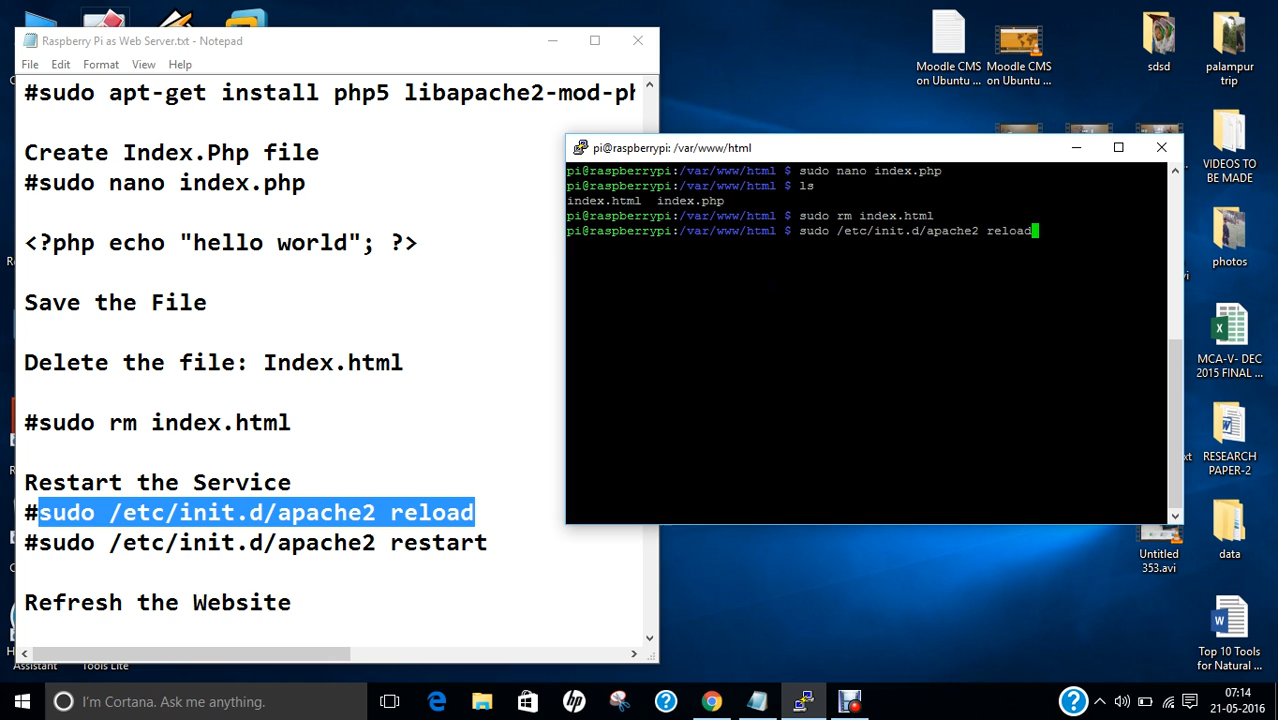 Raspberry Pi as Web Server.txt - Notepad
File Edit Format View Help
#sudo apt-get install php5 libapache2-mod-ph
Create Index.Php file
#sudo nano index.php
<?php echo "hello world"; ?>
Save the File
Delete the file: Index.html
#sudo rm index.html
Restart the Service
#sudo /etc/init.d/apache2 reload
#sudo /etc/init.d/apache2 restart
Refresh the Website
pi@raspberrypi: /var/www/html
pi@raspberrypi:/var/www/html $ sudo nano index.php
pi@raspberrypi:/var/www/html $ ls
index.html  index.php
pi@raspberrypi:/var/www/html $ sudo rm index.html
pi@raspberrypi:/var/www/html $ sudo /etc/init.d/apache2 reload
Moodle CMS
on Ubuntu ...
Moodle CMS
on Ubuntu ...
sdsd
palampur
trip
VIDEOS TO
BE MADE
photos
MCA-V- DEC
2015 FINAL ...
RESEARCH
PAPER-2
Untitled
353.avi
data
Top 10 Tools
for Natural ...
Assistant
Tools Lite
I'm Cortana. Ask me anything.
07:14
21-05-2016